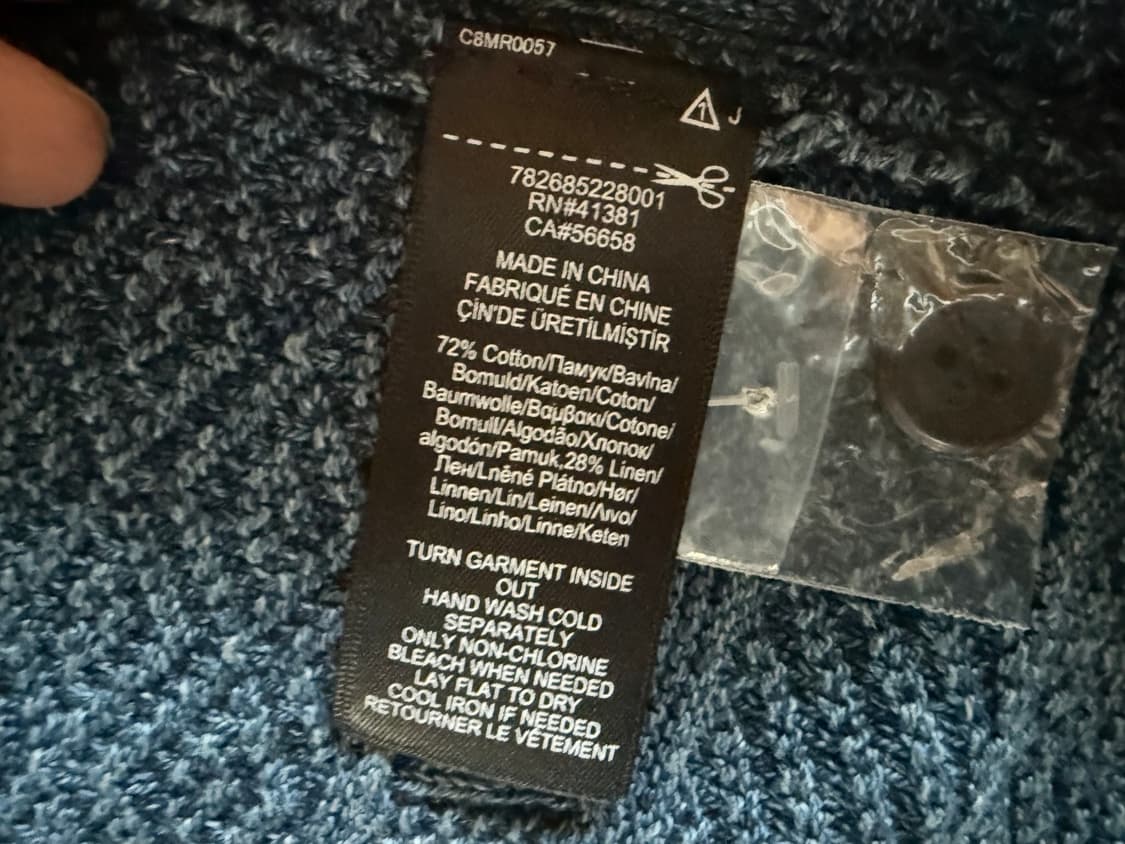 C8MR0057
1 J
782685228001
RN#41381
CA#56658
MADE IN CHINA
FABRIQUÉ EN CHINE
ÇİN'DE ÜRETİLMİŞTİR
72% Cotton/Памук/Bavlna/
Bomuld/Katoen/Coton/
Baumwolle/Βαμβακι/Cotone/
Bomull/Algodão/Хлопок/
algodón/Pamuk,28% Linen/
Лен/Lněné Plátno/Hør/
Linnen/Lin/Leinen/Λινο/
Lino/Linho/Linne/Keten
TURN GARMENT INSIDE
OUT
HAND WASH COLD
SEPARATELY
ONLY NON-CHLORINE
BLEACH WHEN NEEDED
LAY FLAT TO DRY
COOL IRON IF NEEDED
RETOURNER LE VÊTEMENT